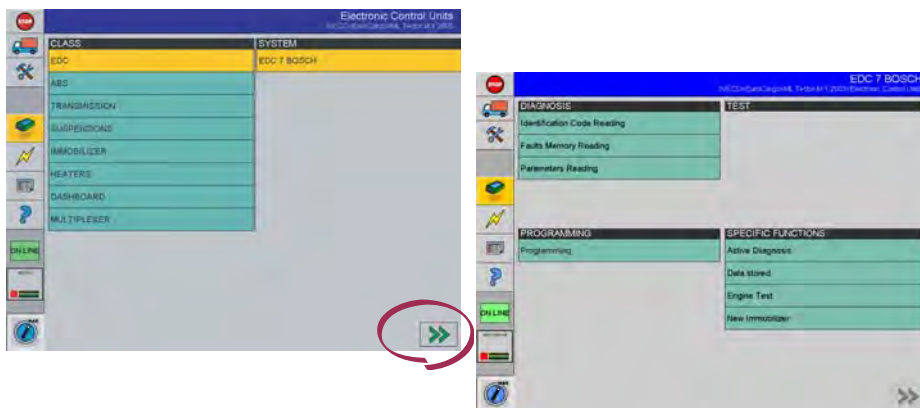 STOP
Electronic Control Units
CLASS
SYSTEM
EDC
EDC 7 BOSCH
ABS
TRANSMISSION
SUSPENSIONS
IMMOBILIZER
HEATERS
DASHBOARD
MULTIPLEXER
ON LINE
STOP
EDC 7 BOSCH
DIAGNOSIS
TEST
Identification Code Reading
Faults Memory Reading
Parameters Reading
PROGRAMMING
SPECIFIC FUNCTIONS
Programming
Active Diagnosis
Data stored
Engine Test
New Immobilizer
ON LINE